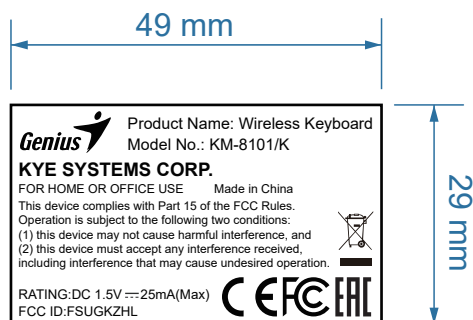 49 mm
Genius
Product Name: Wireless Keyboard
Model No.: KM-8101/K
KYE SYSTEMS CORP.
FOR HOME OR OFFICE USE Made in China
This device complies with Part 15 of the FCC Rules.
Operation is subject to the following two conditions:
(1) this device may not cause harmful interference, and
(2) this device must accept any interference received,
including interference that may cause undesired operation.
RATING:DC 1.5V ⎓ 25mA(Max)
FCC ID:FSUGKZHL
CE FC EAC
29 mm